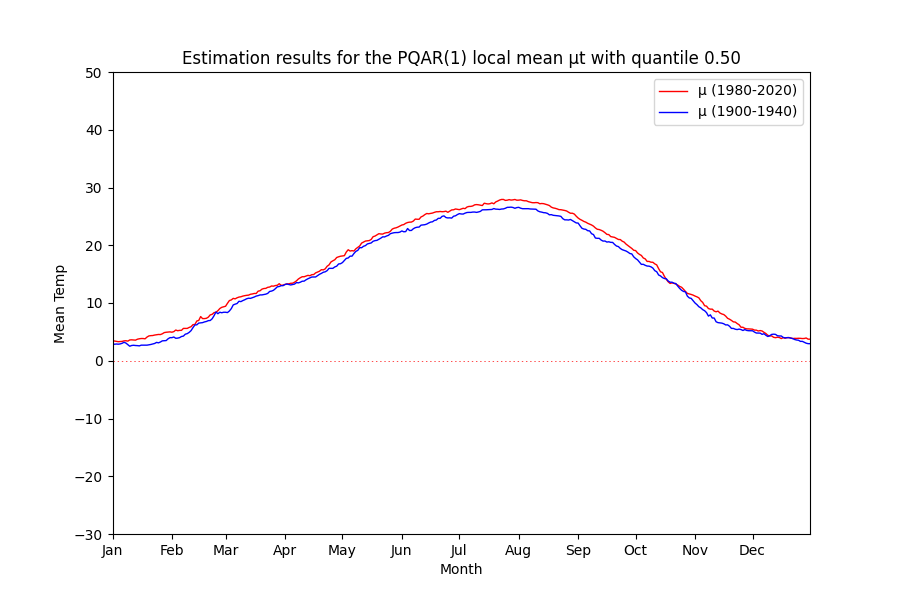 Estimation results for the PQAR(1) local mean μt with quantile 0.50
50
40
30
20
10
0
−10
−20
−30
Mean Temp
μ (1980-2020)
μ (1900-1940)
Jan Feb Mar Apr May Jun Jul Aug Sep Oct Nov Dec
Month